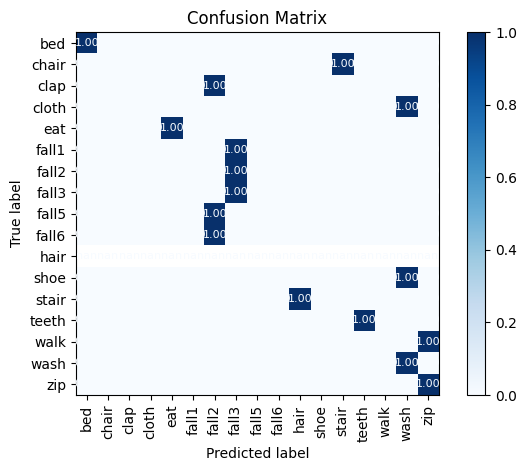 Confusion Matrix
True label
bed 1.00
chair 1.00
clap 1.00
cloth 1.00
eat 1.00
fall1 1.00
fall2 1.00
fall3 1.00
fall5 1.00
fall6 1.00
hair
shoe 1.00
stair 1.00
teeth 1.00
walk 1.00
wash 1.00
zip 1.00
bed chair clap cloth eat fall1 fall2 fall3 fall5 fall6 hair shoe stair teeth walk wash zip
Predicted label
1.0
0.8
0.6
0.4
0.2
0.0